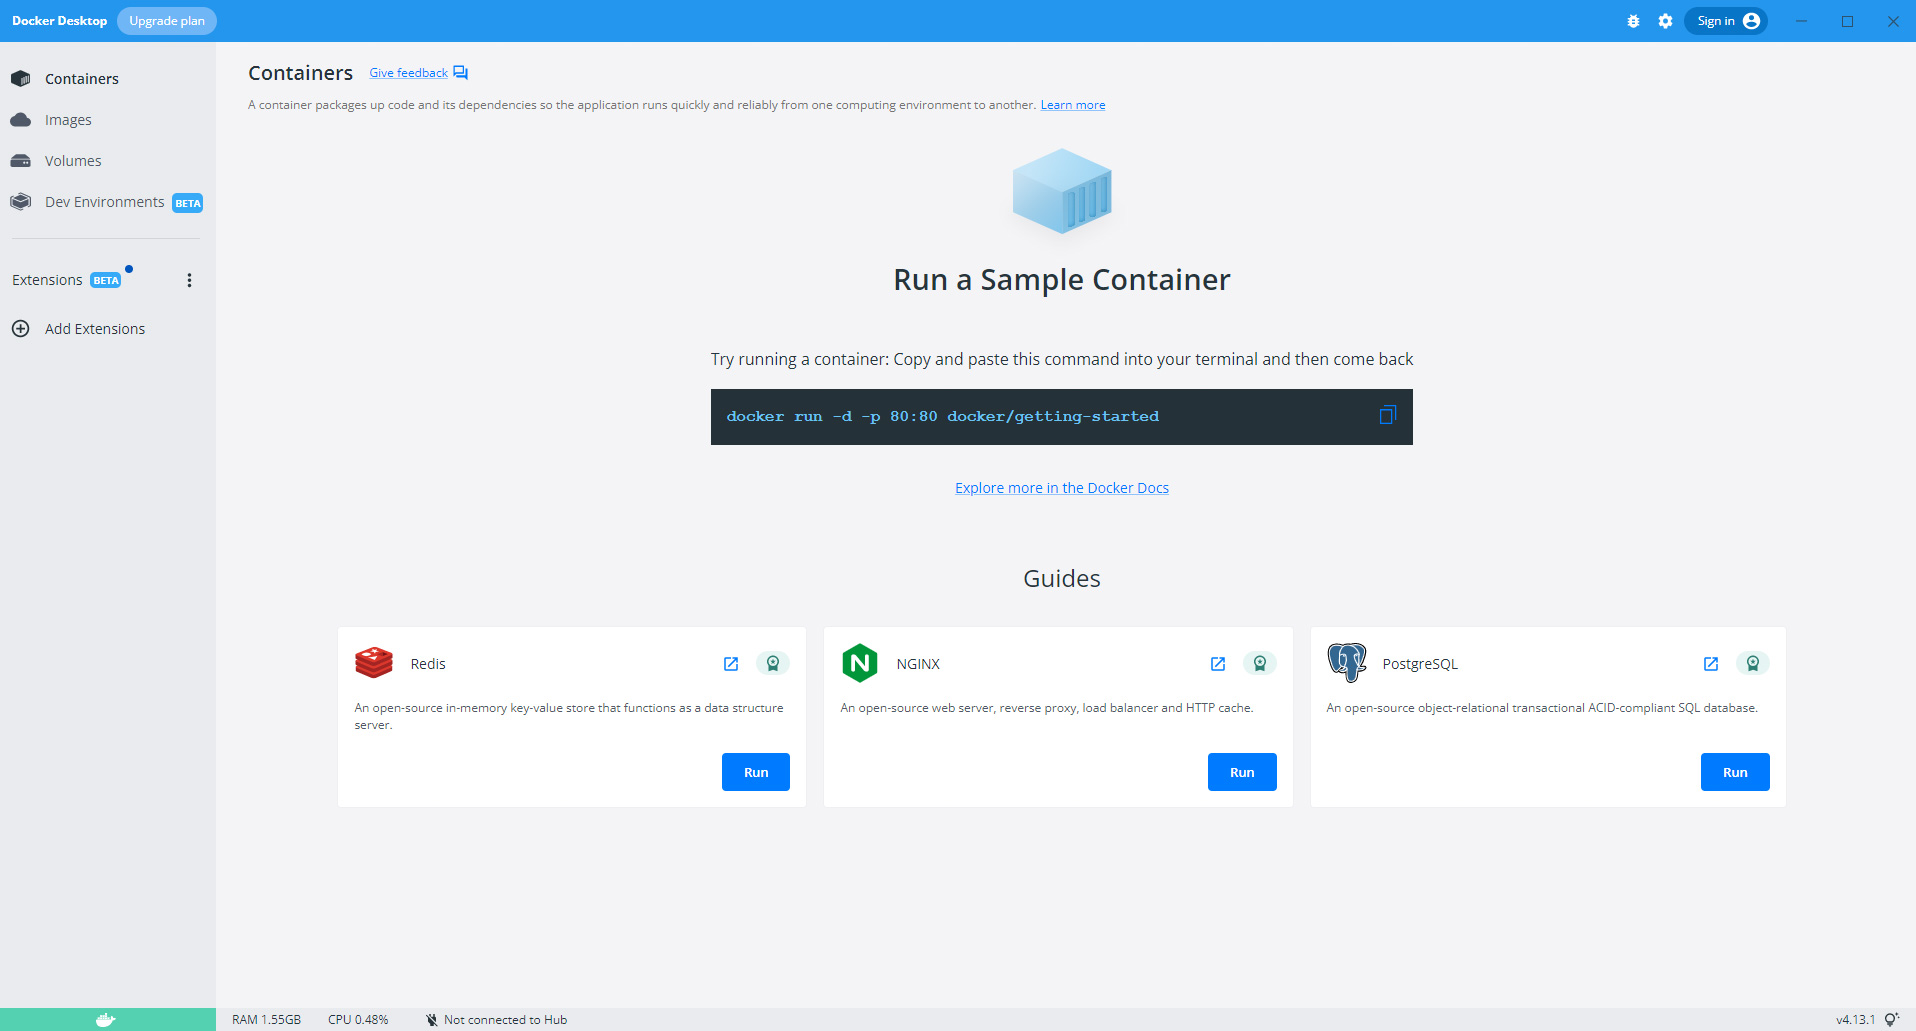 Docker Desktop
Upgrade plan
Sign in
Containers
Images
Volumes
Dev Environments BETA
Extensions BETA
Add Extensions
Containers Give feedback
A container packages up code and its dependencies so the application runs quickly and reliably from one computing environment to another. Learn more
Run a Sample Container
Try running a container: Copy and paste this command into your terminal and then come back
docker run -d -p 80:80 docker/getting-started
Explore more in the Docker Docs
Guides
Redis
An open-source in-memory key-value store that functions as a data structure
server.
Run
N
NGINX
An open-source web server, reverse proxy, load balancer and HTTP cache.
Run
PostgreSQL
An open-source object-relational transactional ACID-compliant SQL database.
Run
RAM 1.55GB
CPU 0.48%
Not connected to Hub
v4.13.1